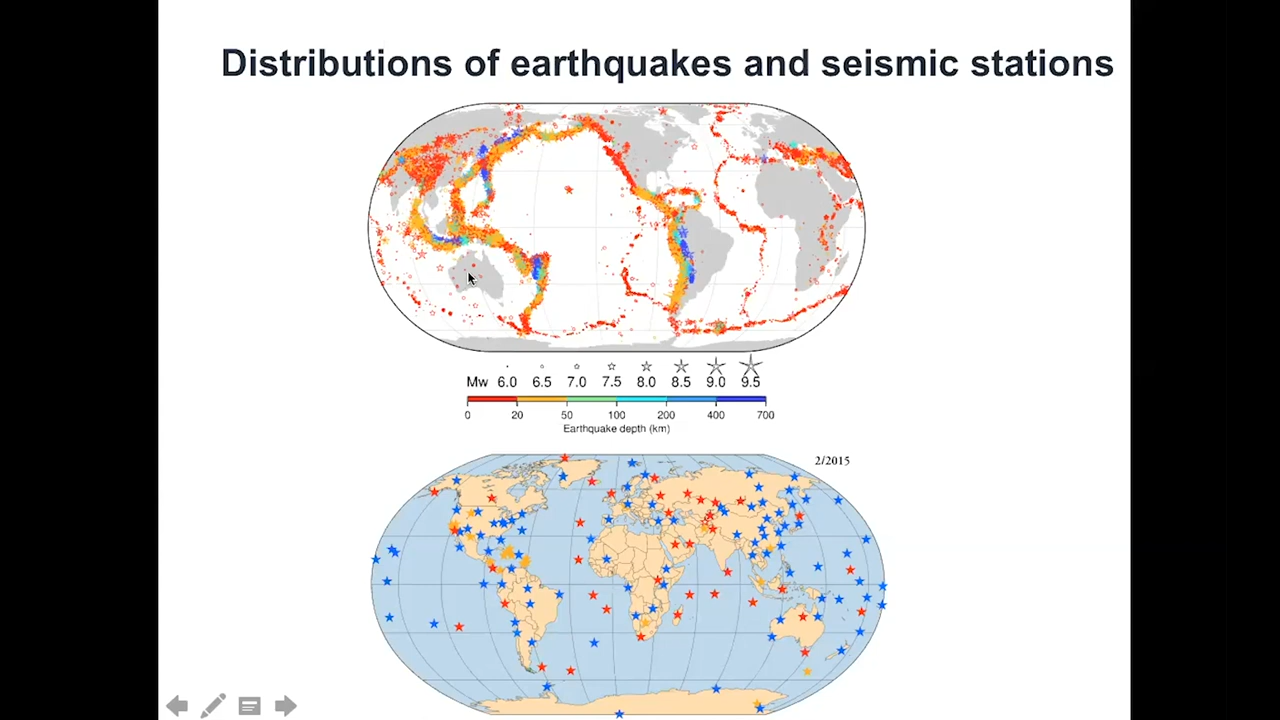 Distributions of earthquakes and seismic stations
Mw 6.0 6.5 7.0 7.5 8.0 8.5 9.0 9.5
0 20 50 100 200 400 700
Earthquake depth (km)
2/2015